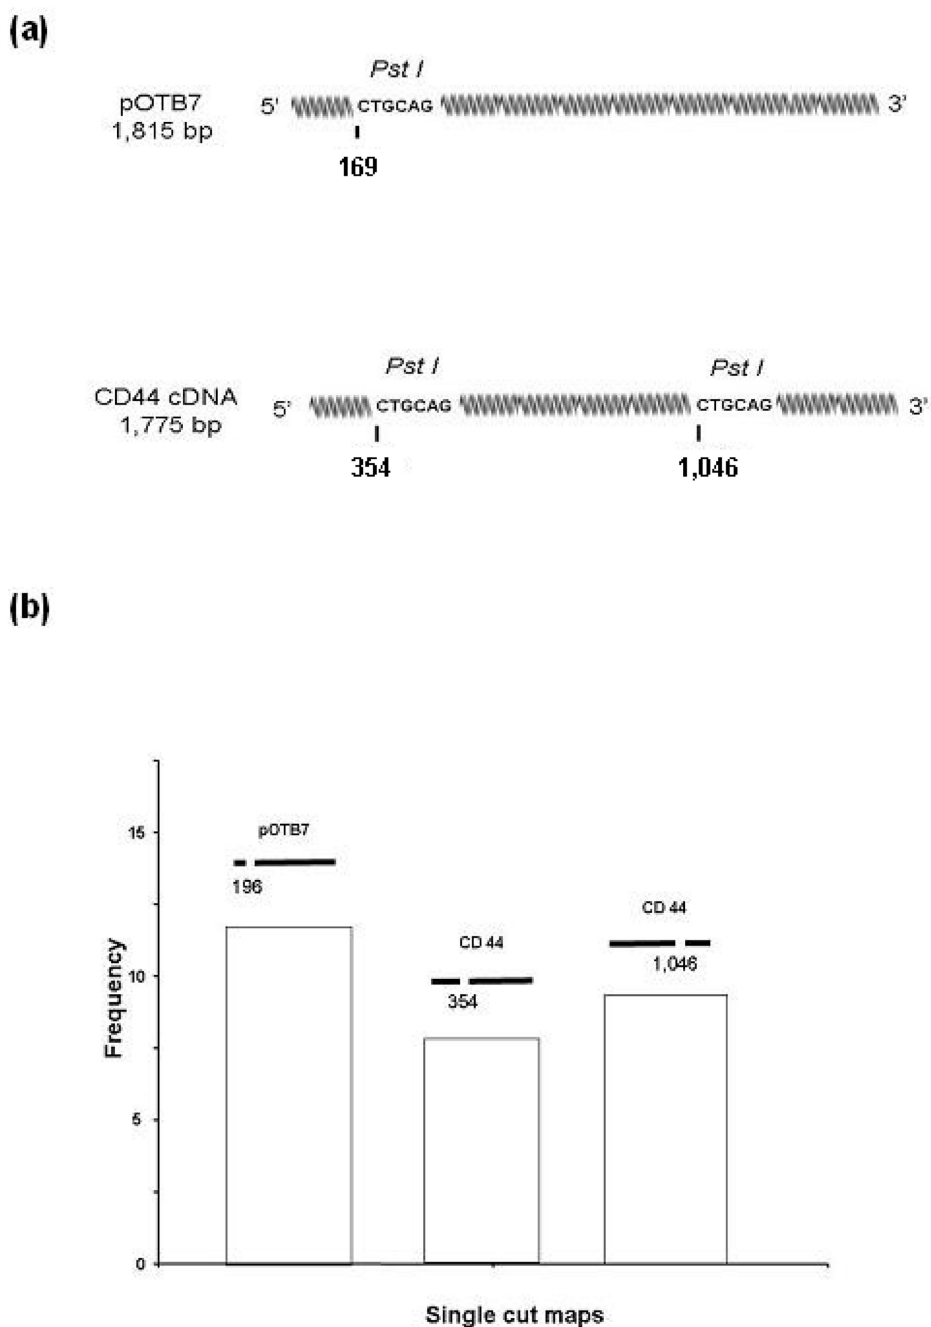 (a)
Pst I
pOTB7
1,815 bp
5' CTGCAG 3'
169
Pst I Pst I
CD44 cDNA
1,775 bp
5' CTGCAG CTGCAG 3'
354 1,046
(b)
15
10
5
0
Frequency
pOTB7
196
CD 44
354
CD 44
1,046
Single cut maps